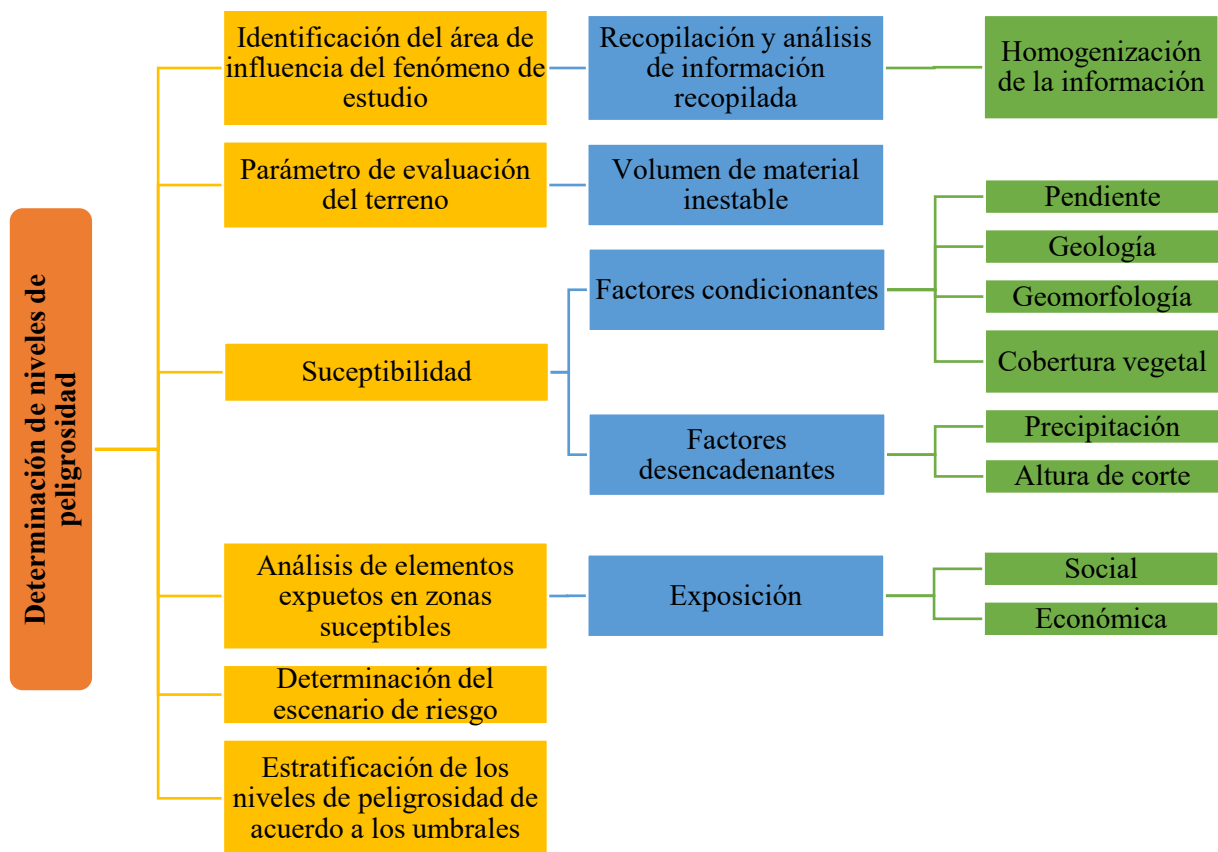 Determinación de niveles de
peligrosidad
Identificación del área de
influencia del fenómeno de
estudio
Recopilación y análisis
de información
recopilada
Homogenización
de la información
Parámetro de evaluación
del terreno
Volumen de material
inestable
Suceptibilidad
Factores condicionantes
Pendiente
Geología
Geomorfología
Cobertura vegetal
Factores
desencadenantes
Precipitación
Altura de corte
Análisis de elementos
expuetos en zonas
suceptibles
Exposición
Social
Económica
Determinación del
escenario de riesgo
Estratificación de los
niveles de peligrosidad de
acuerdo a los umbrales